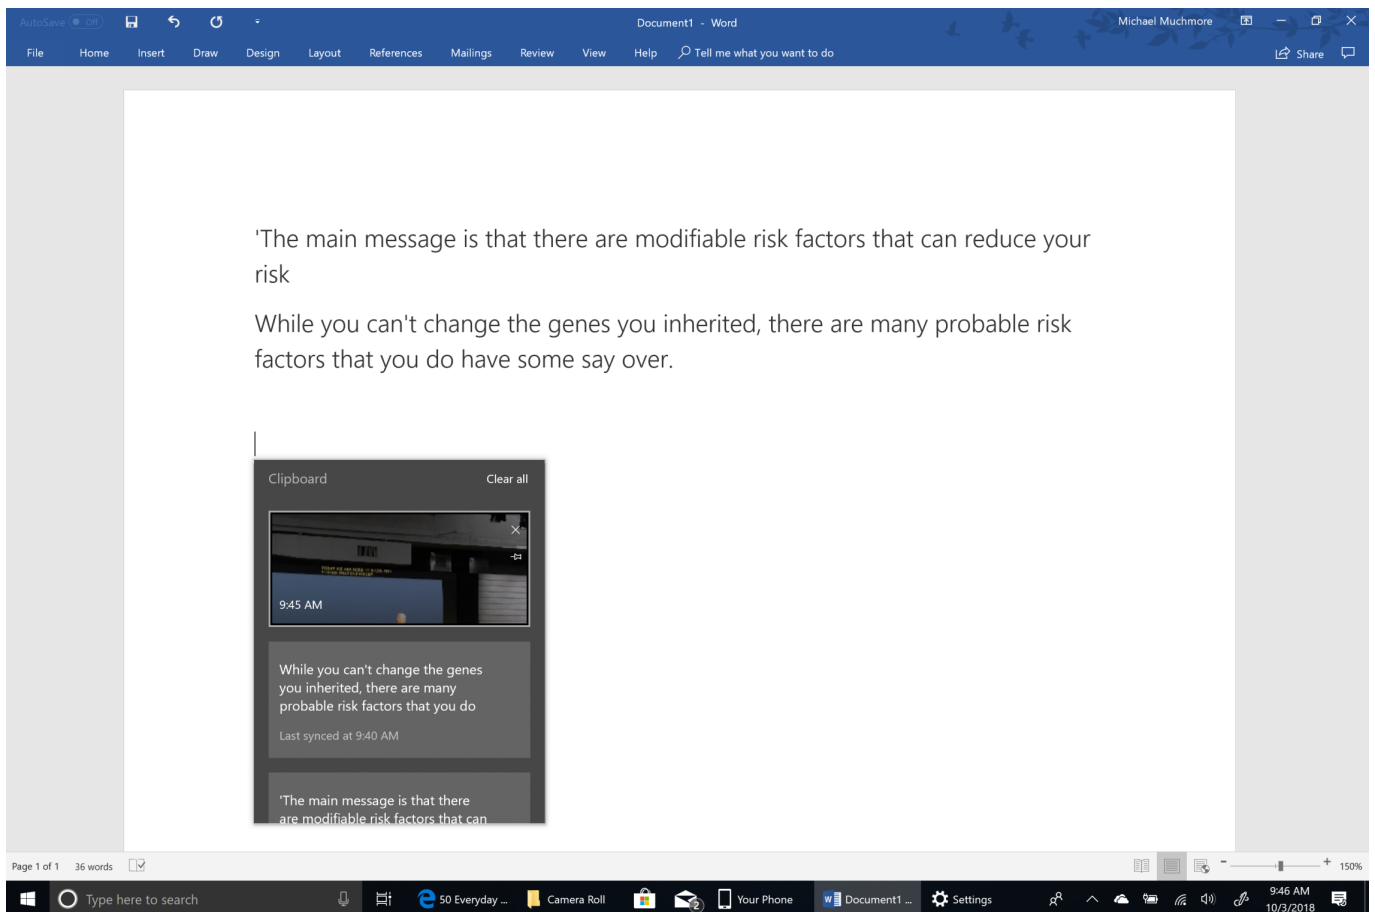 AutoSave Off
Document1 - Word
Michael Muchmore
File Home Insert Draw Design Layout References Mailings Review View Help Tell me what you want to do
Share
'The main message is that there are modifiable risk factors that can reduce your
risk
While you can't change the genes you inherited, there are many probable risk
factors that you do have some say over.
Clipboard
Clear all
9:45 AM
While you can't change the genes
you inherited, there are many
probable risk factors that you do
Last synced at 9:40 AM
'The main message is that there
are modifiable risk factors that can
Page 1 of 1 36 words
150%
Type here to search
50 Everyday ...
Camera Roll
2
Your Phone
Document1 ...
Settings
9:46 AM
10/3/2018